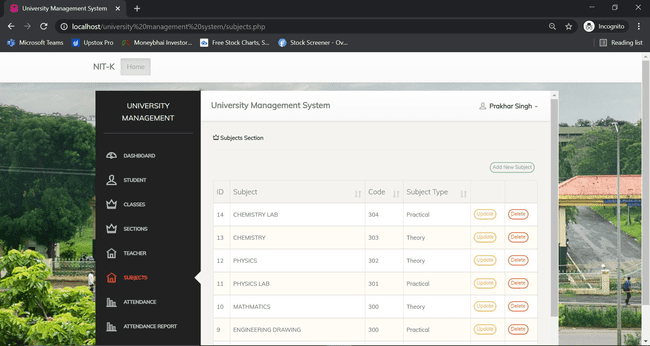 University Management System
localhost/university%20management%20system/subjects.php
Incognito
Microsoft Teams
Upstox Pro
Moneybhai Investor...
Free Stock Charts, S...
Stock Screener - Ov...
Reading list
NIT-K
Home
UNIVERSITY
MANAGEMENT
DASHBOARD
STUDENT
CLASSES
SECTIONS
TEACHER
SUBJECTS
ATTENDANCE
ATTENDANCE REPORT
University Management System
Prakhar Singh
Subjects Section
Add New Subject
ID Subject Code Subject Type
14 CHEMISTRY LAB 304 Practical Update Delete
13 CHEMISTRY 303 Theory Update Delete
12 PHYSICS 302 Theory Update Delete
11 PHYSICS LAB 301 Practical Update Delete
10 MATHMATICS 300 Theory Update Delete
9 ENGINEERING DRAWING 300 Practical Update Delete